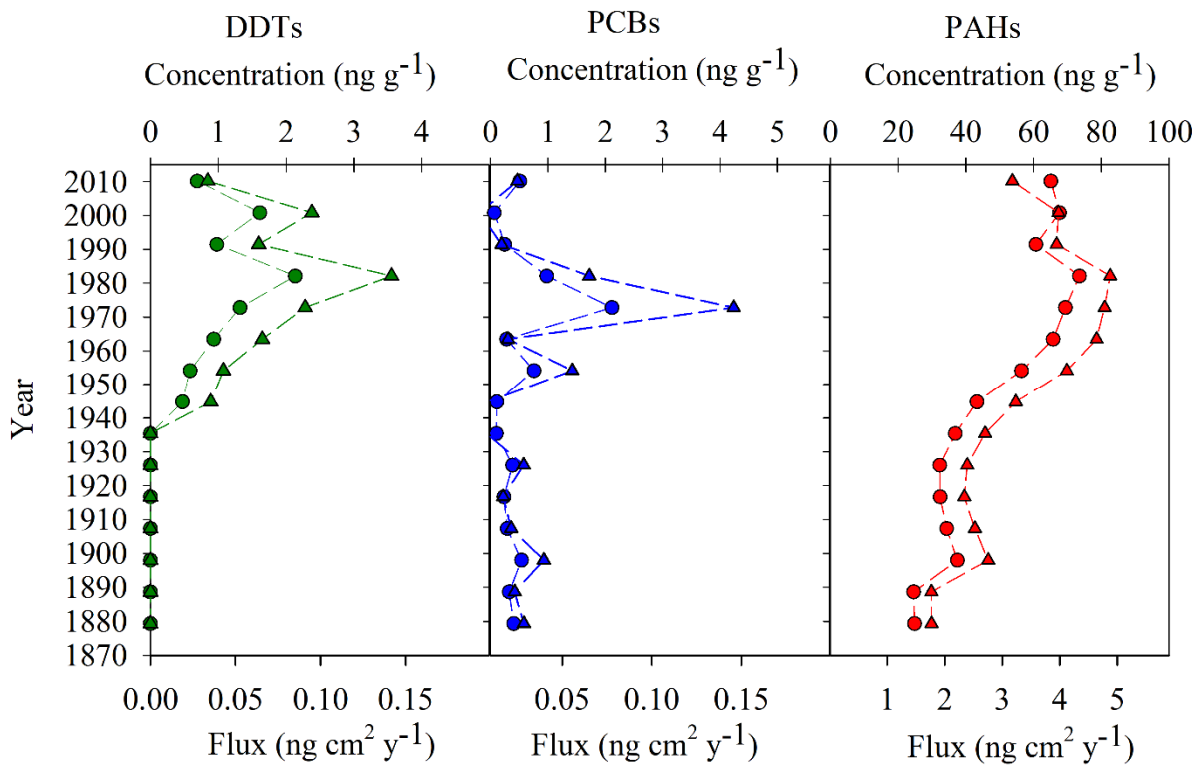 DDTs PCBs PAHs
Concentration (ng g-1) Concentration (ng g-1) Concentration (ng g-1)
0 1 2 3 4 0 1 2 3 4 5 0 20 40 60 80 100
2010
2000
1990
1980
1970
1960
1950
1940
1930
1920
1910
1900
1890
1880
1870
Year
0.00 0.05 0.10 0.15 0.05 0.10 0.15 1 2 3 4 5
Flux (ng cm2 y-1) Flux (ng cm2 y-1) Flux (ng cm2 y-1)